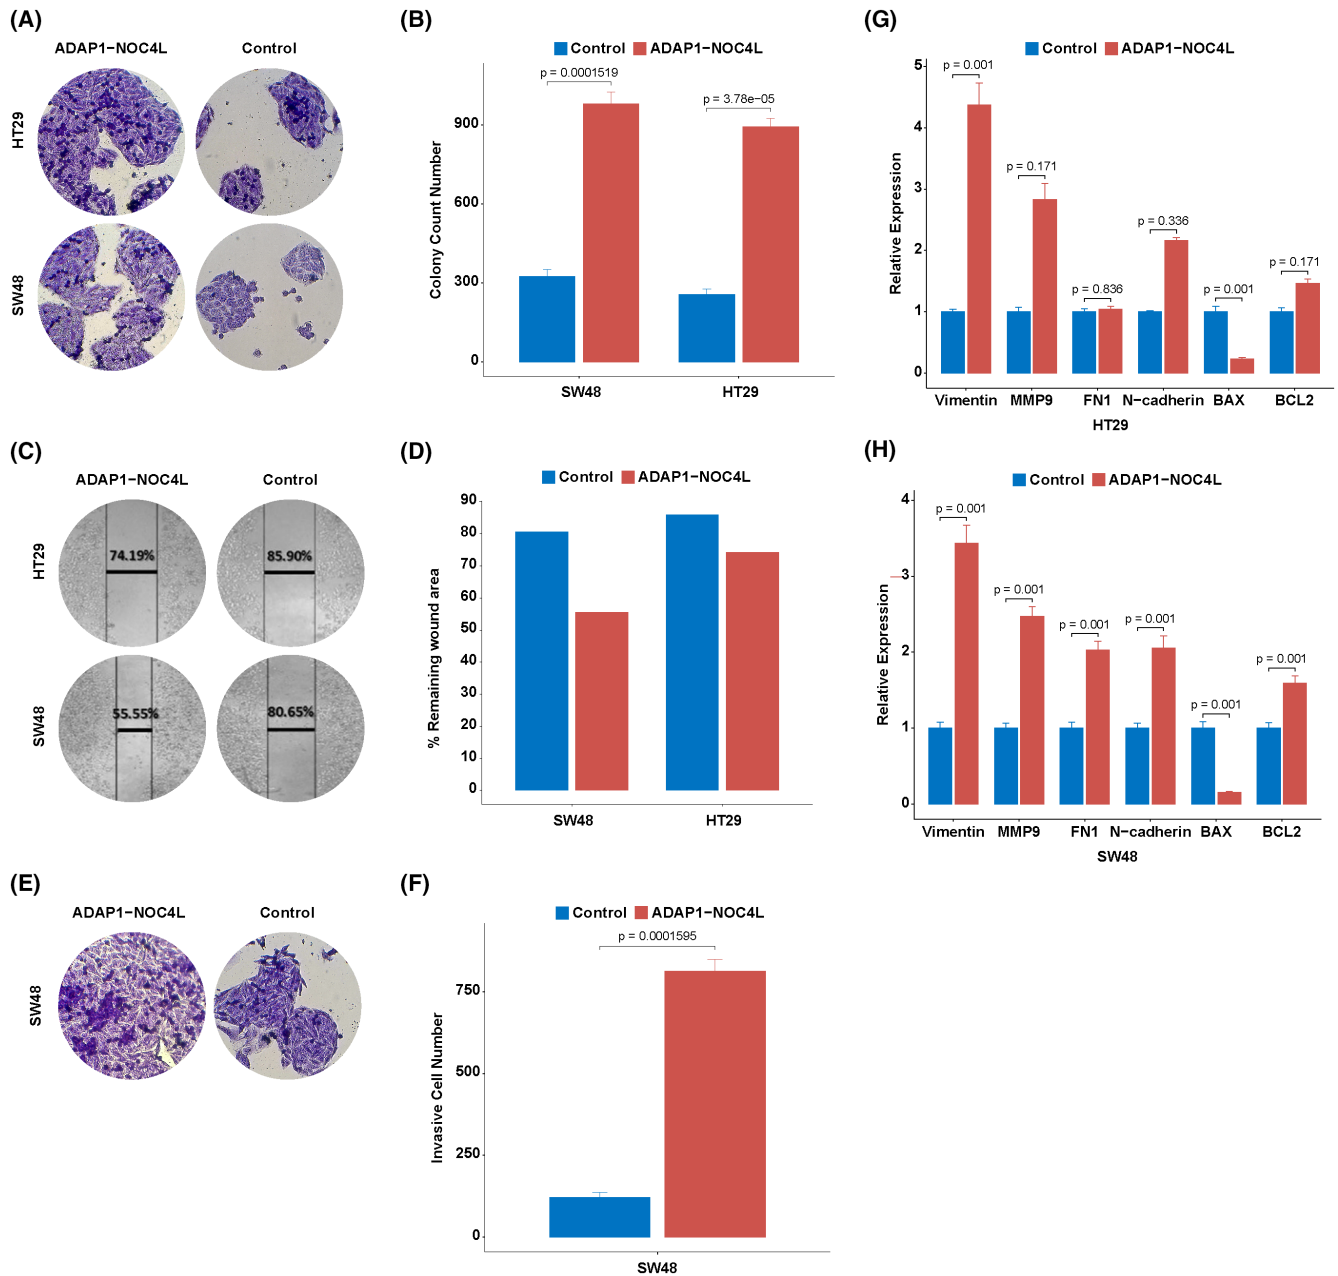 (A)
ADAP1−NOC4L Control
HT29
SW48
(B)
Control ADAP1−NOC4L
p = 0.0001519
p = 3.78e−05
Colony Count Number
900
600
300
0
SW48 HT29
(C)
ADAP1−NOC4L Control
HT29
74.19% 85.90%
SW48
55.55% 80.65%
(D)
Control ADAP1−NOC4L
% Remaining wound area
90
80
70
60
50
40
30
20
10
0
SW48 HT29
(E)
ADAP1−NOC4L Control
SW48
(F)
Control ADAP1−NOC4L
p = 0.0001595
Invasive Cell Number
750
500
250
0
SW48
(G)
Control ADAP1−NOC4L
Relative Expression
5
4
3
2
1
0
p = 0.001
p = 0.171
p = 0.836
p = 0.336
p = 0.001
p = 0.171
Vimentin MMP9 FN1 N−cadherin BAX BCL2
HT29
(H)
Control ADAP1−NOC4L
Relative Expression
4
3
2
1
0
p = 0.001
p = 0.001
p = 0.001
p = 0.001
p = 0.001
p = 0.001
Vimentin MMP9 FN1 N−cadherin BAX BCL2
SW48